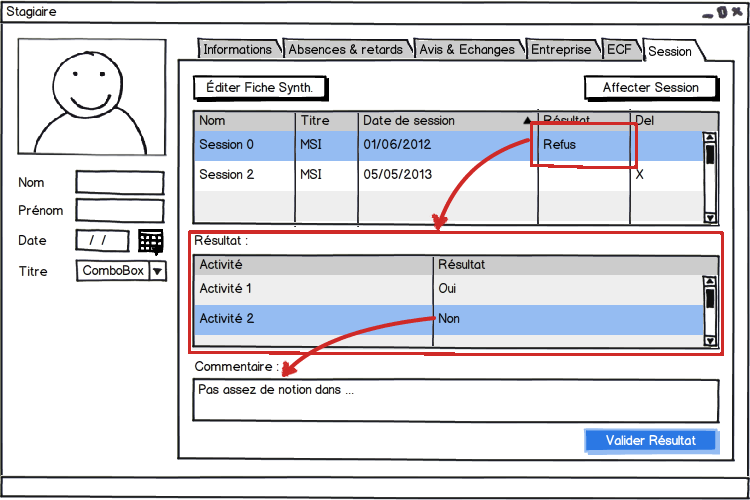 Stagiaire
Informations Absences & retards Avis & Echanges Entreprise ECF Session
Éditer Fiche Synth. Affecter Session
Nom Titre Date de session Résultat Del
Session 0 MSI 01/06/2012 Refus
Session 2 MSI 05/05/2013 X
Nom
Prénom
Date / /
Titre ComboBox
Résultat :
Activité Résultat
Activité 1 Oui
Activité 2 Non
Commentaire :
Pas assez de notion dans ...
Valider Résultat